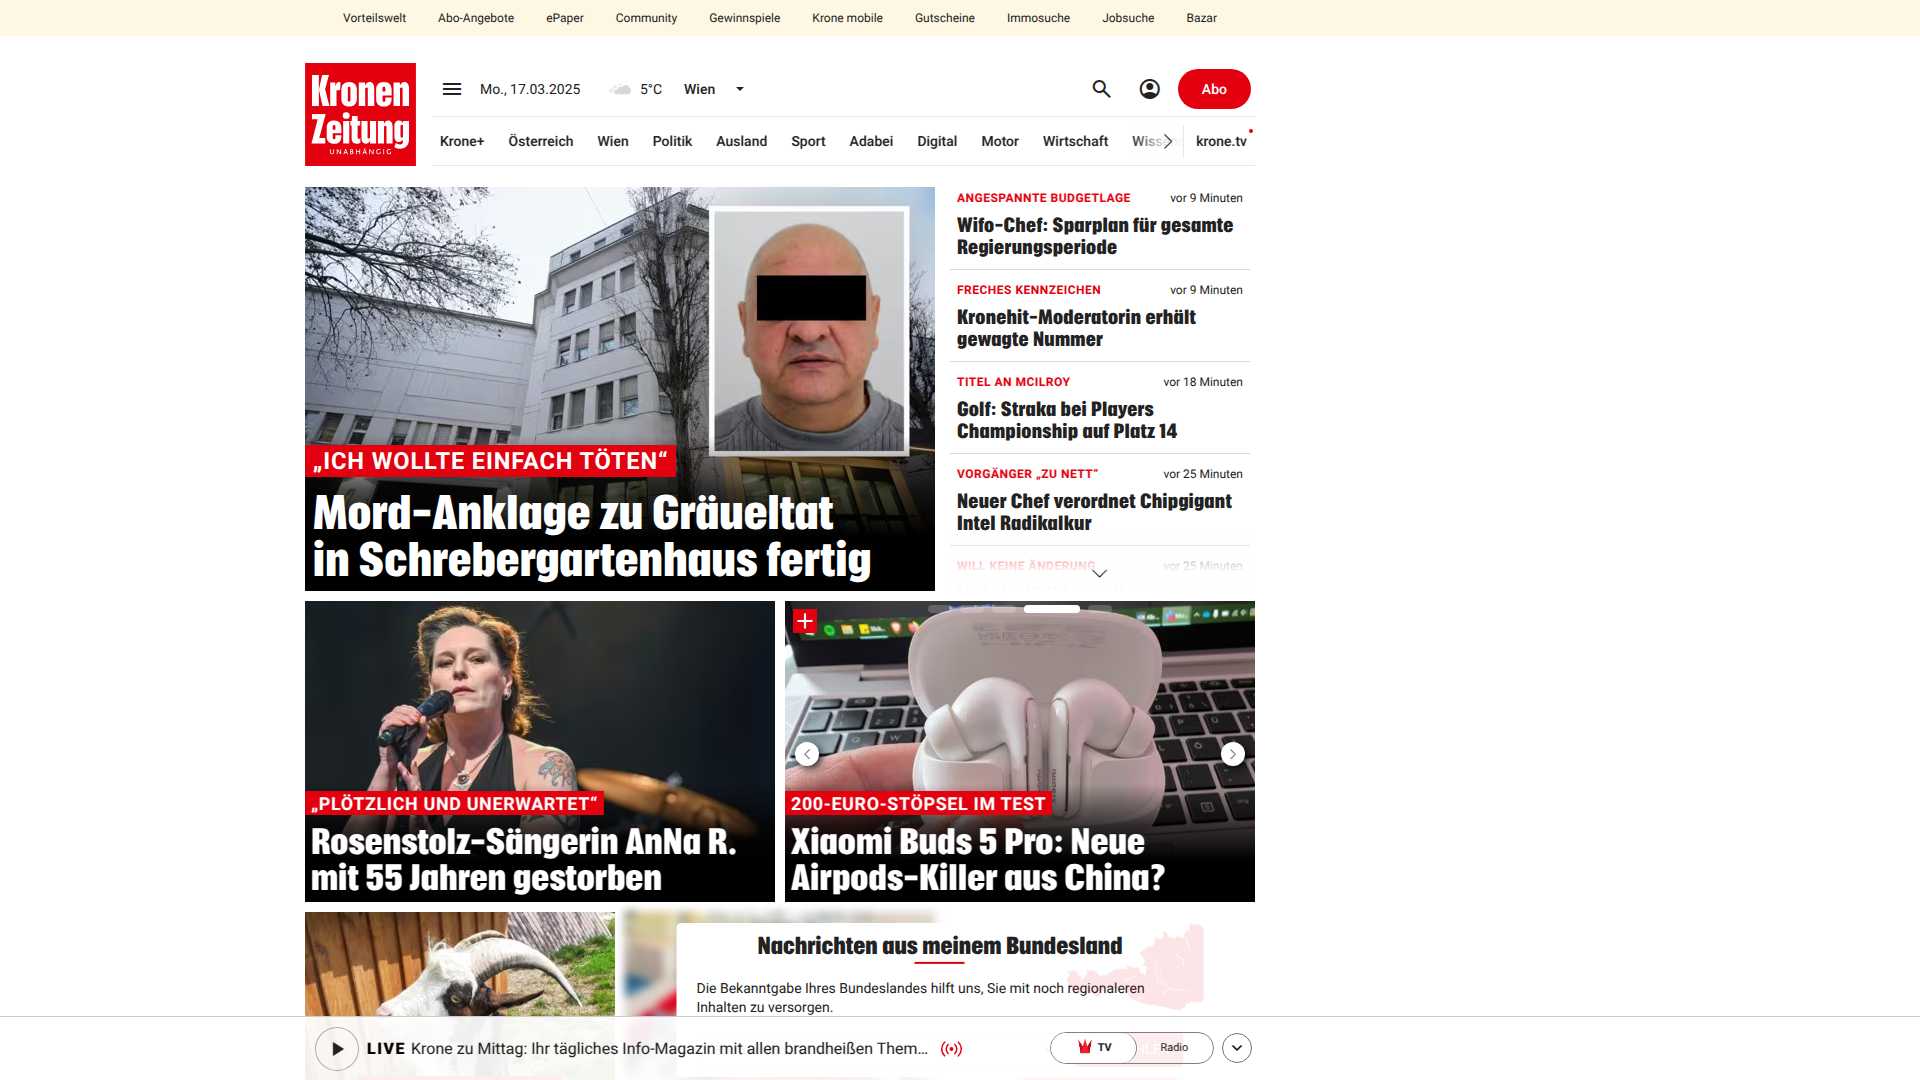 Vorteilswelt Abo-Angebote ePaper Community Gewinnspiele Krone mobile Gutscheine Immosuche Jobsuche Bazar
Kronen
Zeitung
UNABHÄNGIG
Mo., 17.03.2025 5°C Wien
Abo
Krone+ Österreich Wien Politik Ausland Sport Adabei Digital Motor Wirtschaft krone.tv
„ICH WOLLTE EINFACH TÖTEN“
Mord-Anklage zu Gräueltat
in Schrebergartenhaus fertig
ANGESPANNTE BUDGETLAGE vor 9 Minuten
Wifo-Chef: Sparplan für gesamte
Regierungsperiode
FRECHES KENNZEICHEN vor 9 Minuten
Kronehit-Moderatorin erhält
gewagte Nummer
TITEL AN MCILROY vor 18 Minuten
Golf: Straka bei Players
Championship auf Platz 14
VORGÄNGER „ZU NETT“ vor 25 Minuten
Neuer Chef verordnet Chipgigant
Intel Radikalkur
WILL KEINE ÄNDERUNG vor 25 Minuten
„PLÖTZLICH UND UNERWARTET“
Rosenstolz-Sängerin AnNa R.
mit 55 Jahren gestorben
200-EURO-STÖPSEL IM TEST
Xiaomi Buds 5 Pro: Neue
Airpods-Killer aus China?
Nachrichten aus meinem Bundesland
Die Bekanntgabe Ihres Bundeslandes hilft uns, Sie mit noch regionaleren
Inhalten zu versorgen.
LIVE Krone zu Mittag: Ihr tägliches Info-Magazin mit allen brandheißen Them...
TV Radio